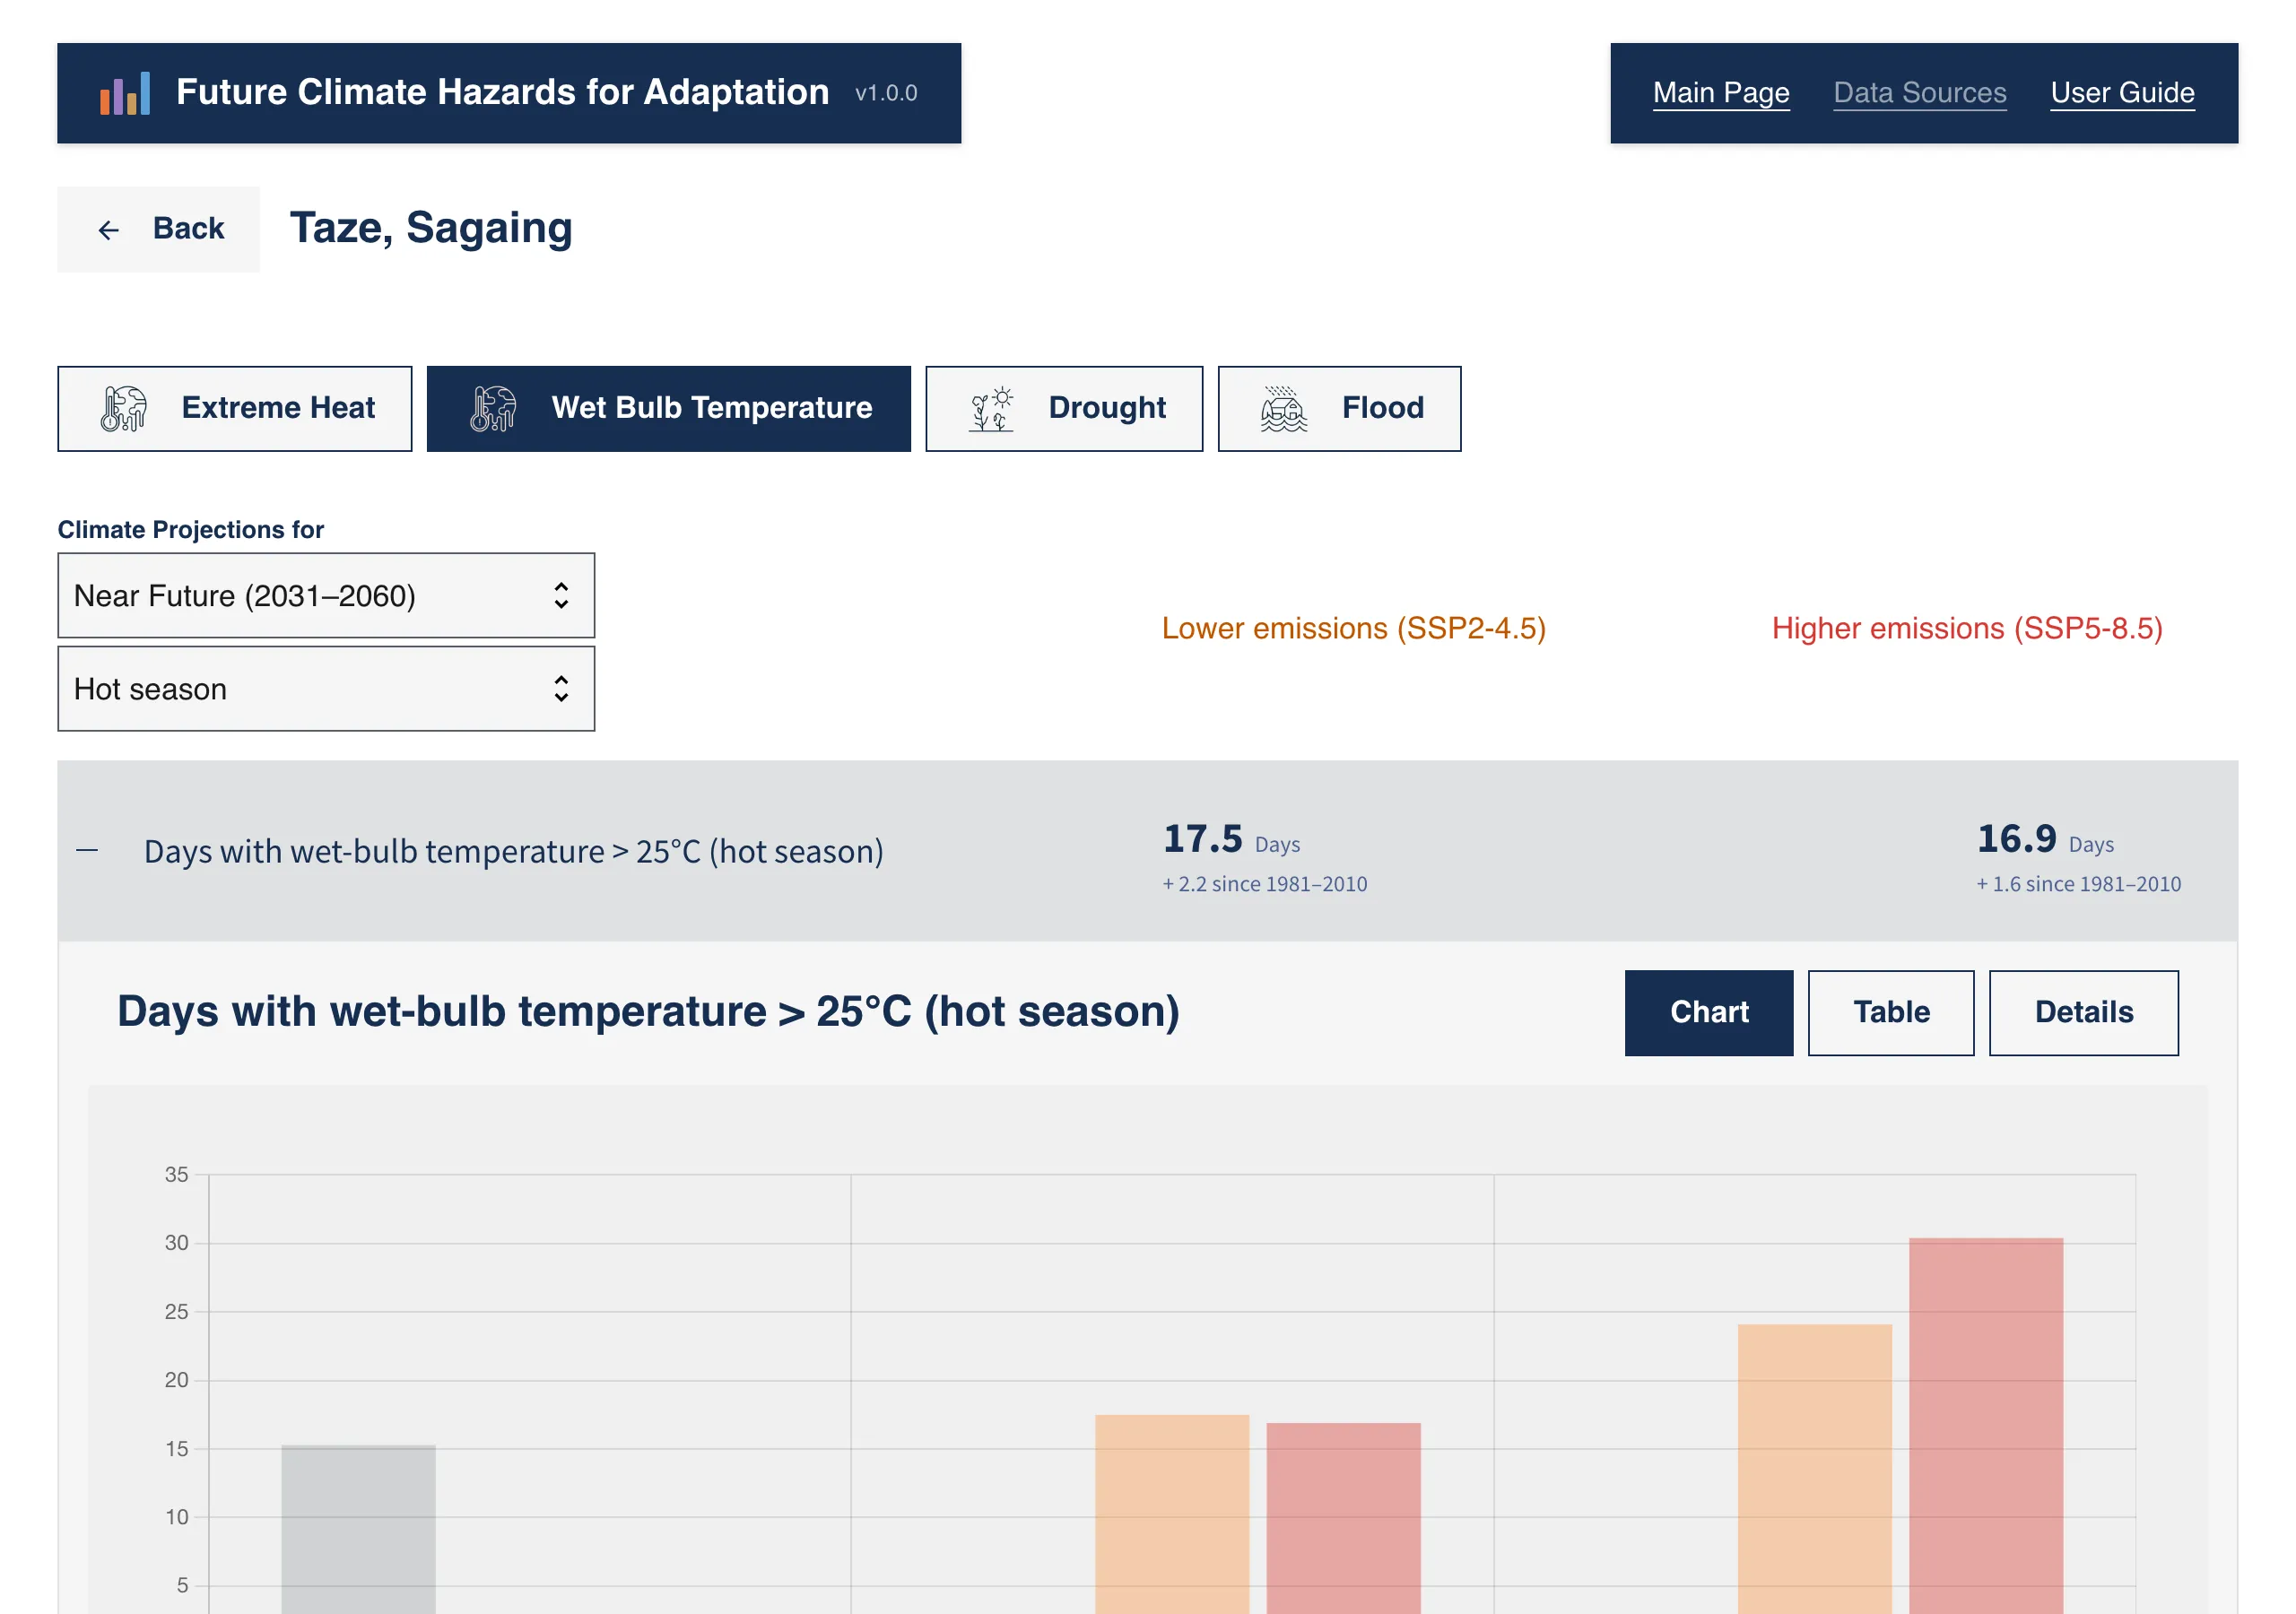 Future Climate Hazards for Adaptation v1.0.0
Main Page Data Sources User Guide
Back Taze, Sagaing
Extreme Heat Wet Bulb Temperature Drought Flood
Climate Projections for
Near Future (2031–2060)
Lower emissions (SSP2-4.5) Higher emissions (SSP5-8.5)
Hot season
Days with wet-bulb temperature > 25°C (hot season) 17.5 Days 16.9 Days
+ 2.2 since 1981–2010 + 1.6 since 1981–2010
Days with wet-bulb temperature > 25°C (hot season) Chart Table Details
35
30
25
20
15
10
5